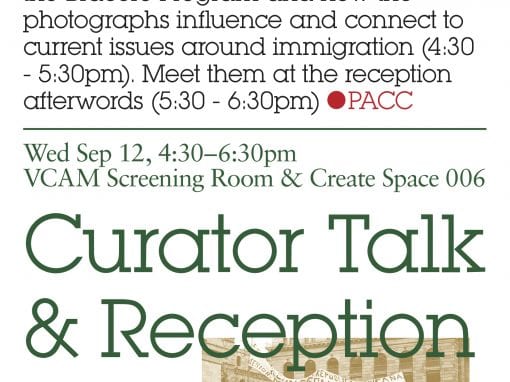 photographs influence and connect to
current issues around immigration (4:30
- 5:30pm). Meet them at the reception
afterwords (5:30 - 6:30pm) ●PACC
Wed Sep 12, 4:30–6:30pm
VCAM Screening Room & Create Space 006
Curator Talk
& Reception